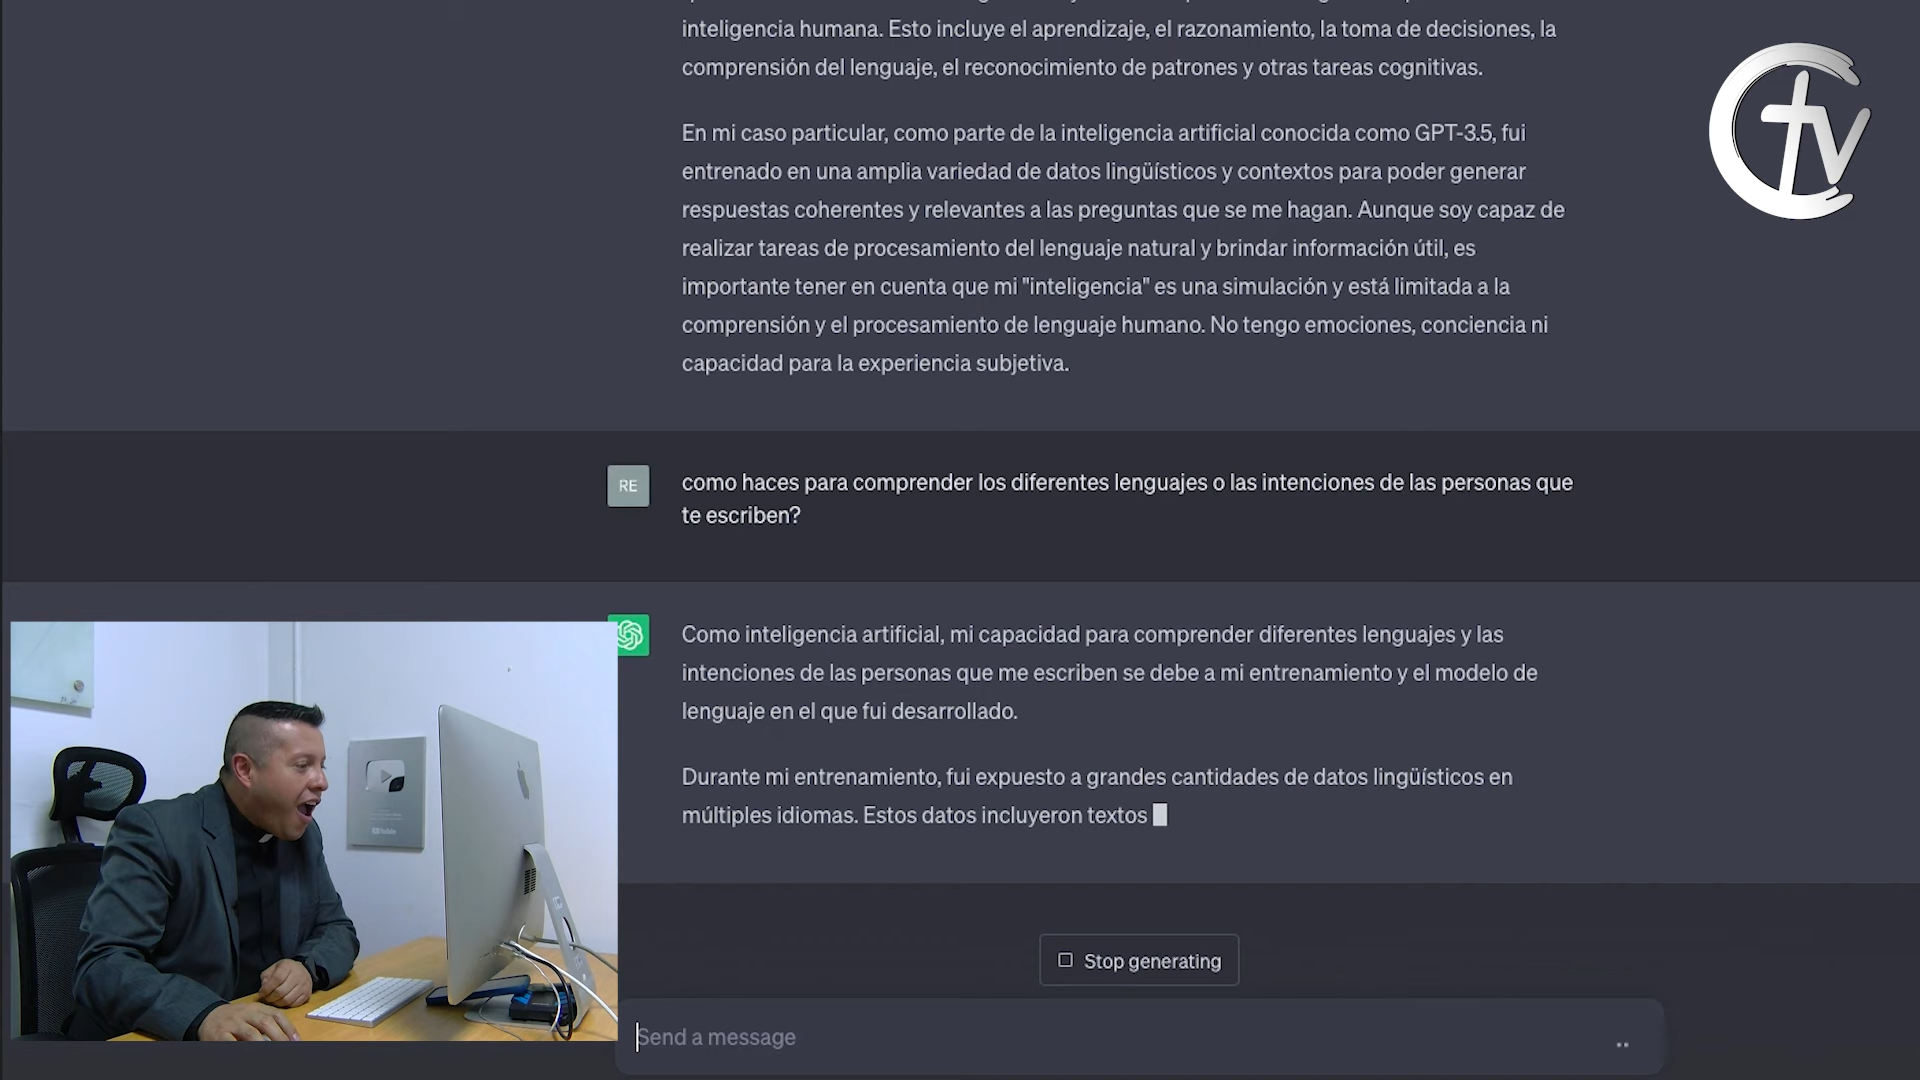 inteligencia humana. Esto incluye el aprendizaje, el razonamiento, la toma de decisiones, la
comprensión del lenguaje, el reconocimiento de patrones y otras tareas cognitivas.
En mi caso particular, como parte de la inteligencia artificial conocida como GPT-3.5, fui
entrenado en una amplia variedad de datos lingüísticos y contextos para poder generar
respuestas coherentes y relevantes a las preguntas que se me hagan. Aunque soy capaz de
realizar tareas de procesamiento del lenguaje natural y brindar información útil, es
importante tener en cuenta que mi "inteligencia" es una simulación y está limitada a la
comprensión y el procesamiento de lenguaje humano. No tengo emociones, conciencia ni
capacidad para la experiencia subjetiva.
RE
como haces para comprender los diferentes lenguajes o las intenciones de las personas que
te escriben?
Como inteligencia artificial, mi capacidad para comprender diferentes lenguajes y las
intenciones de las personas que me escriben se debe a mi entrenamiento y el modelo de
lenguaje en el que fui desarrollado.
Durante mi entrenamiento, fui expuesto a grandes cantidades de datos lingüísticos en
múltiples idiomas. Estos datos incluyeron textos
Stop generating
Send a message
CTV
YouTube